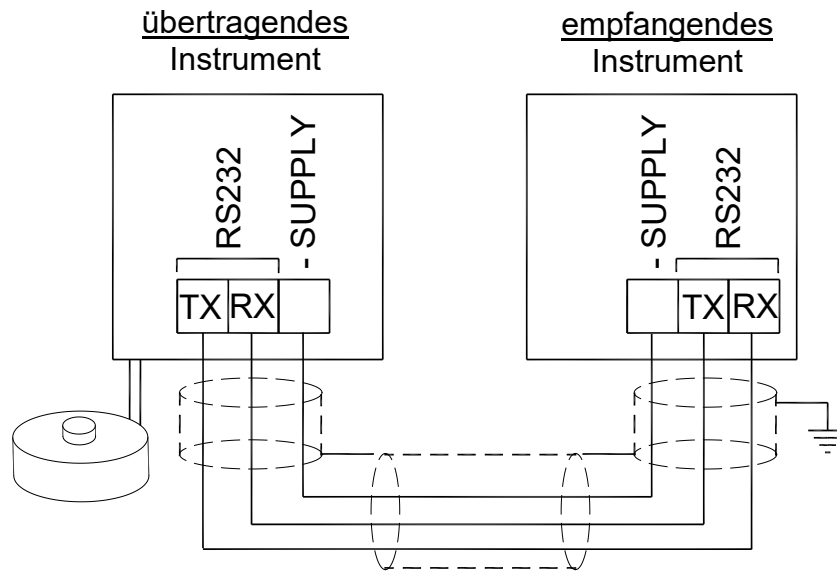 übertragendes
Instrument
empfangendes
Instrument
RS232
- SUPPLY
TX RX
- SUPPLY
RS232
TX RX